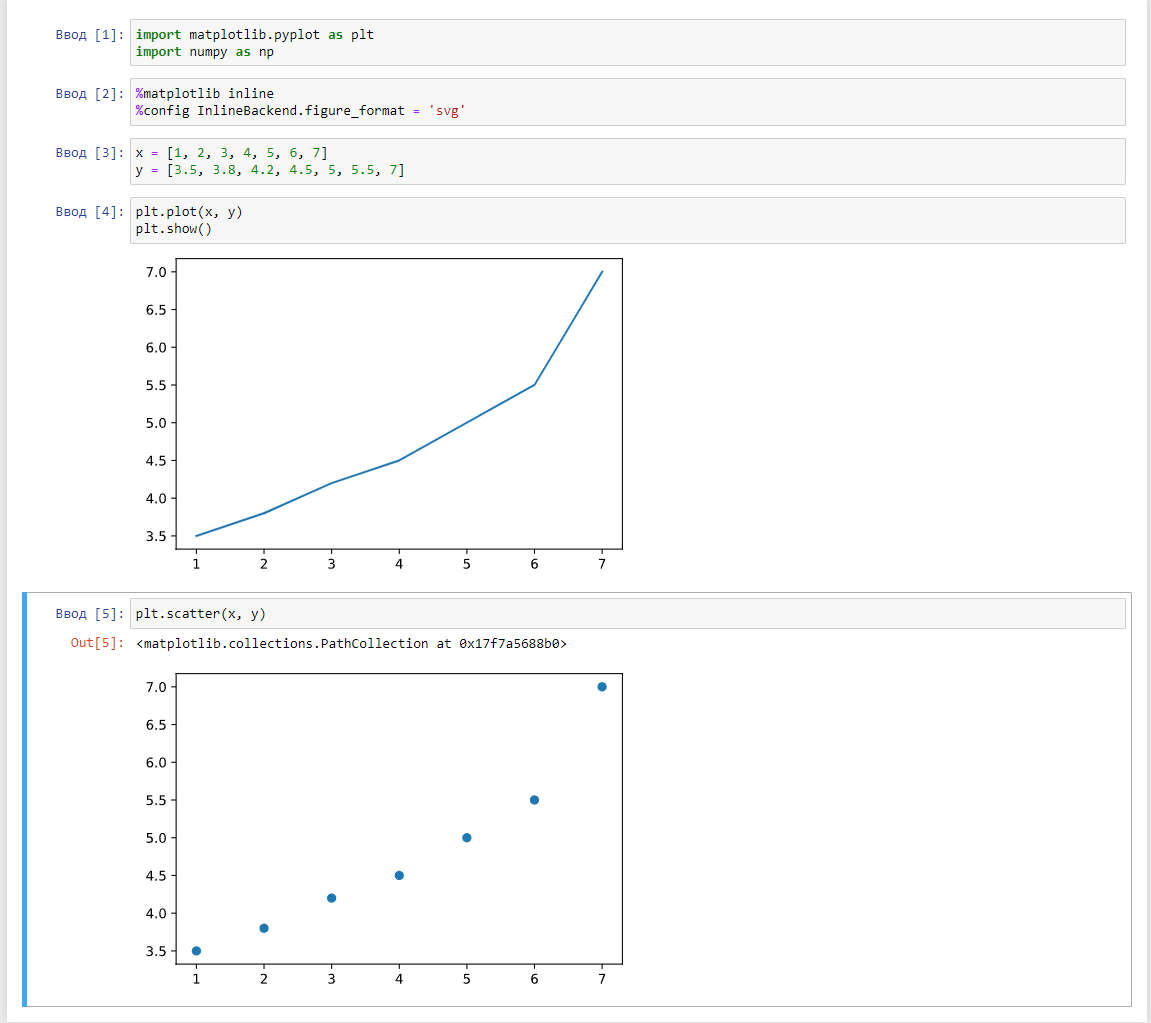 Ввод [1]: import matplotlib.pyplot as plt
import numpy as np
Ввод [2]: %matplotlib inline
%config InlineBackend.figure_format = 'svg'
Ввод [3]: x = [1, 2, 3, 4, 5, 6, 7]
y = [3.5, 3.8, 4.2, 4.5, 5, 5.5, 7]
Ввод [4]: plt.plot(x, y)
plt.show()
7.0
6.5
6.0
5.5
5.0
4.5
4.0
3.5
1 2 3 4 5 6 7
Ввод [5]: plt.scatter(x, y)
Out[5]: <matplotlib.collections.PathCollection at 0x17f7a5688b0>
7.0
6.5
6.0
5.5
5.0
4.5
4.0
3.5
1 2 3 4 5 6 7